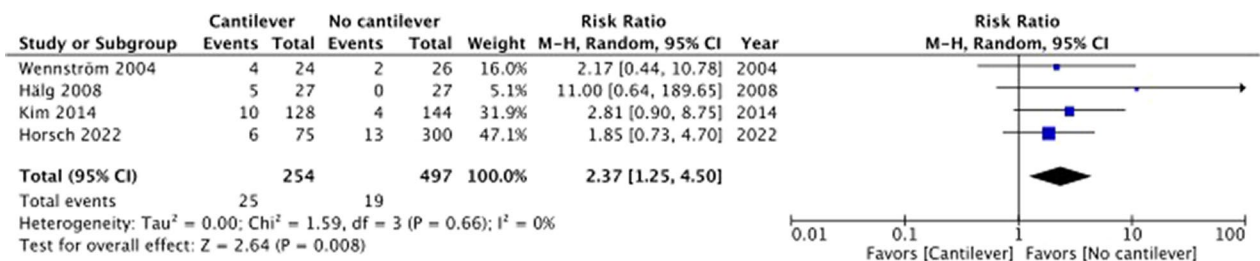 Cantilever No cantilever Risk Ratio Risk Ratio
Study or Subgroup Events Total Events Total Weight M-H, Random, 95% CI Year M-H, Random, 95% CI
Wennström 2004 4 24 2 26 16.0% 2.17 [0.44, 10.78] 2004
Hälg 2008 5 27 0 27 5.1% 11.00 [0.64, 189.65] 2008
Kim 2014 10 128 4 144 31.9% 2.81 [0.90, 8.75] 2014
Horsch 2022 6 75 13 300 47.1% 1.85 [0.73, 4.70] 2022
Total (95% CI) 254 497 100.0% 2.37 [1.25, 4.50]
Total events 25 19
Heterogeneity: Tau² = 0.00; Chi² = 1.59, df = 3 (P = 0.66); I² = 0%
Test for overall effect: Z = 2.64 (P = 0.008)
0.01 0.1 1 10 100
Favors [Cantilever] Favors [No cantilever]